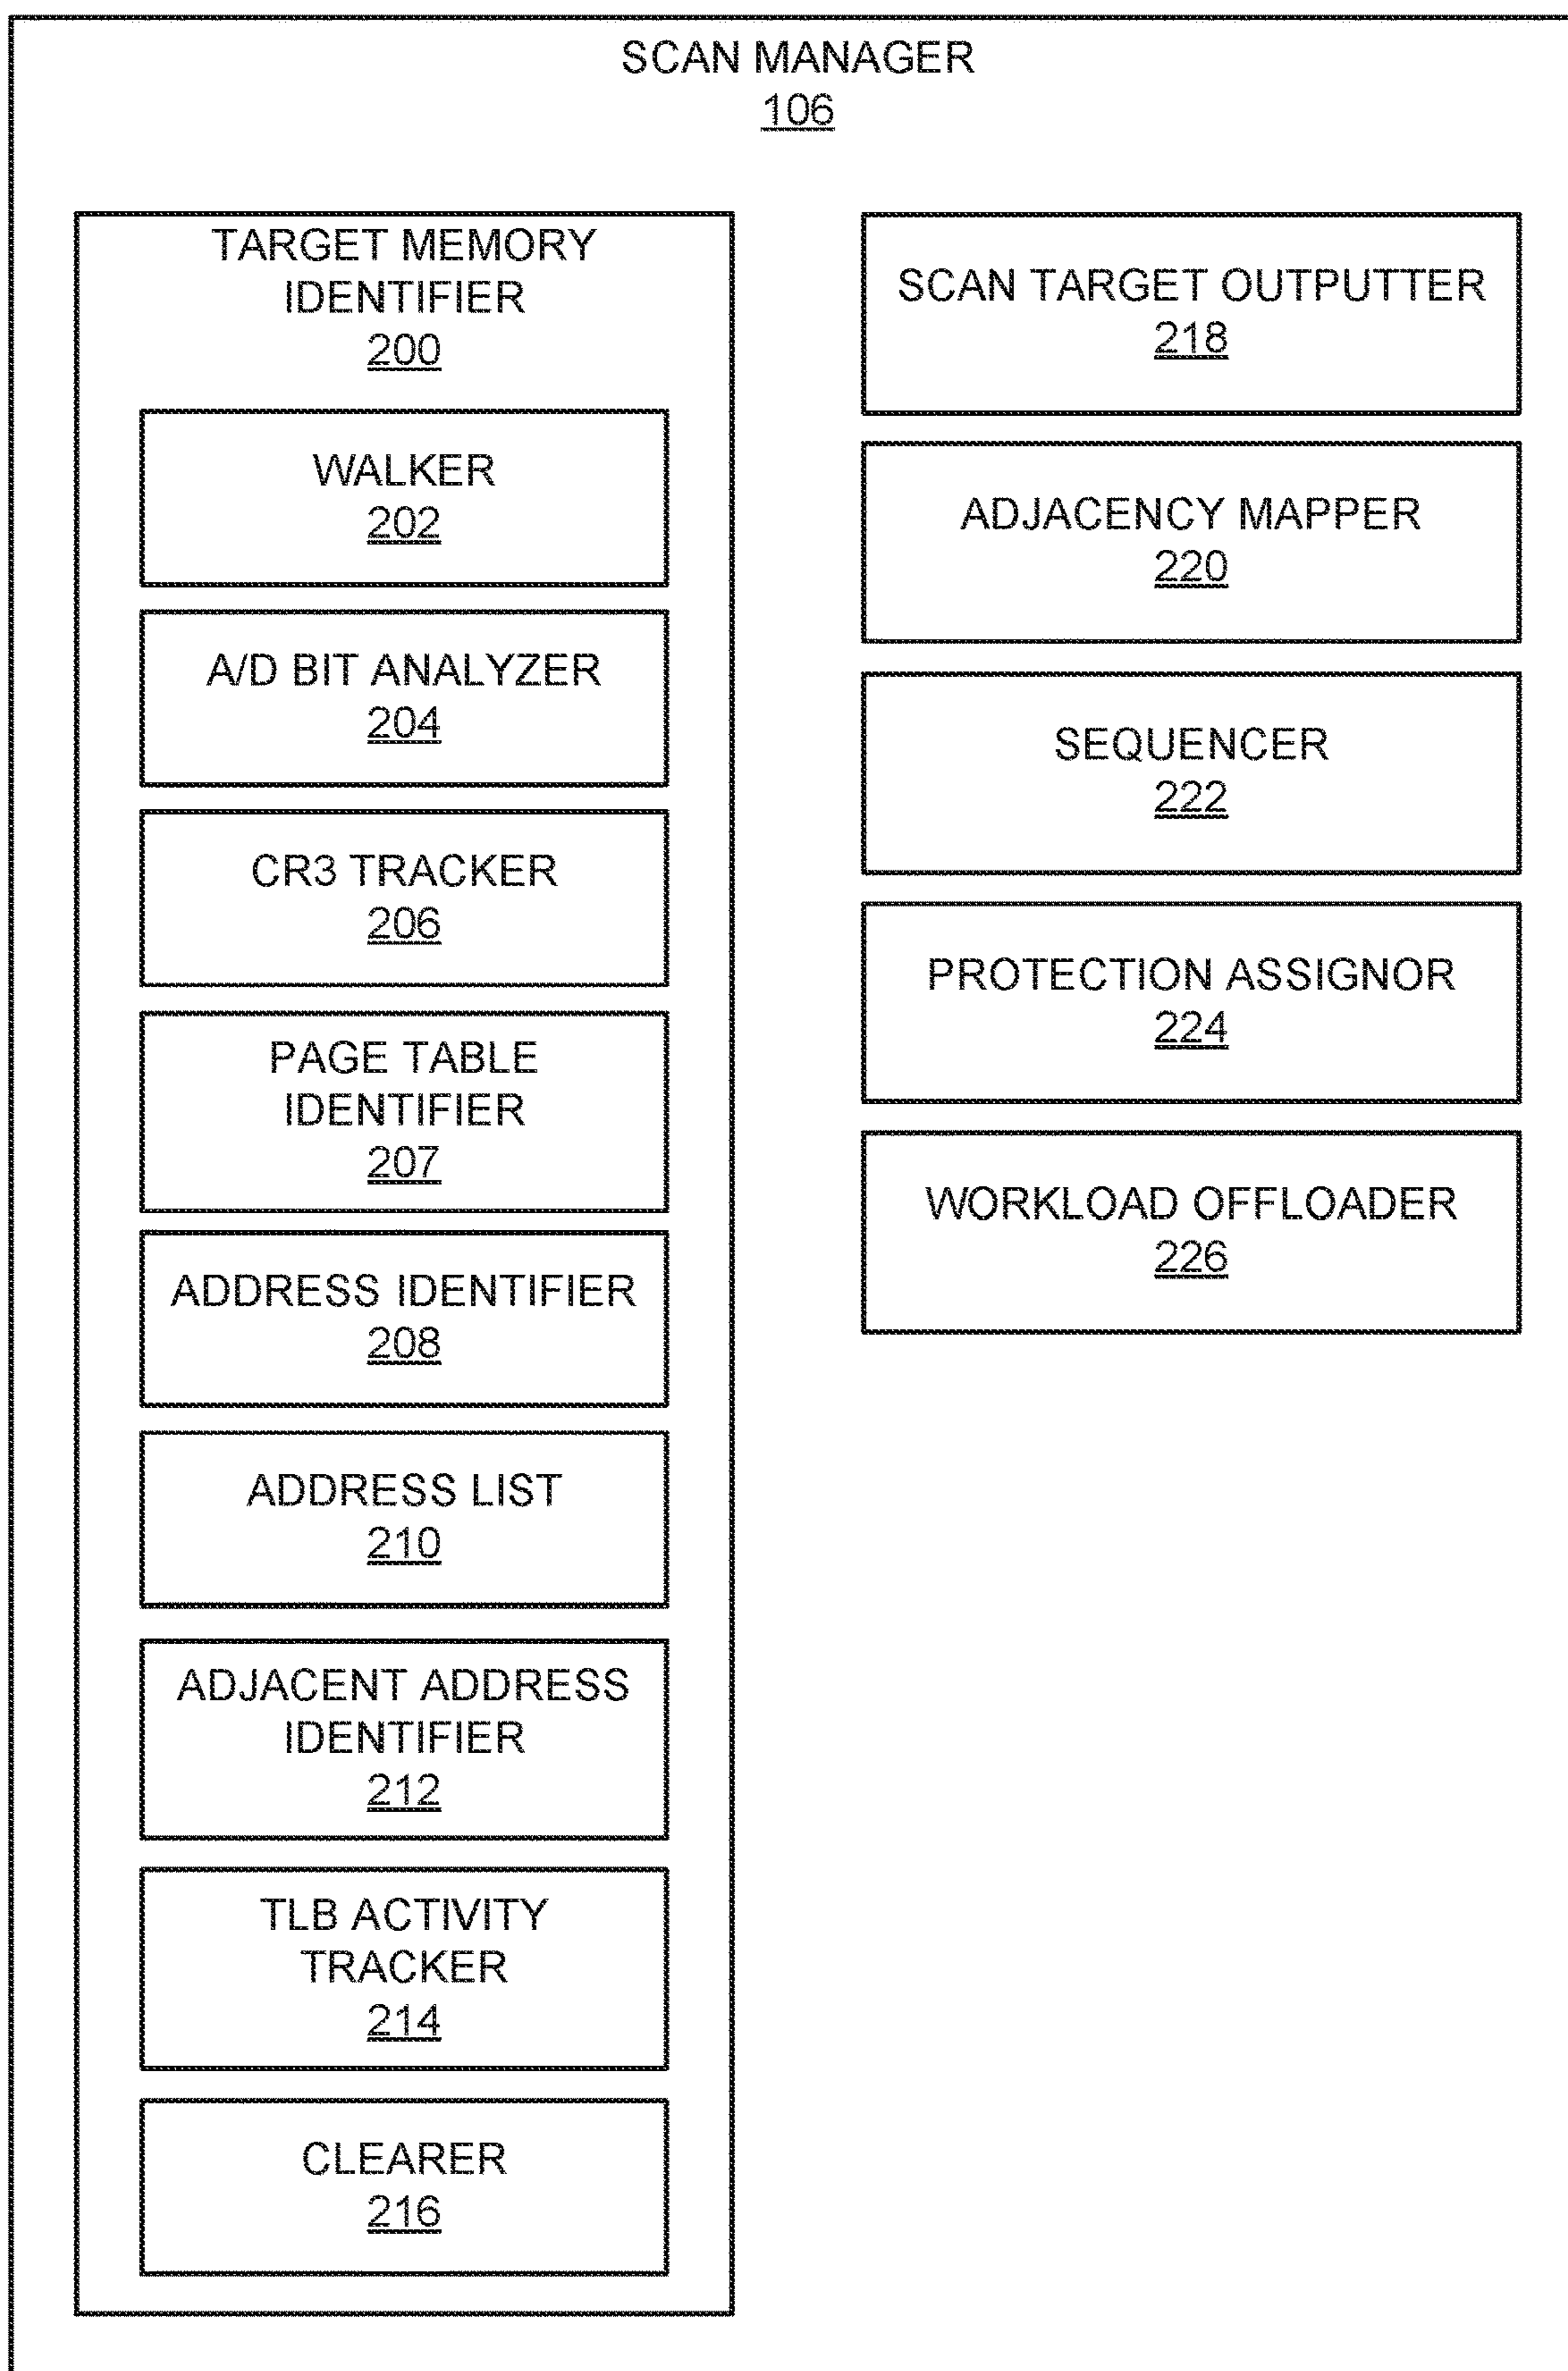 SCAN MANAGER
106
TARGET MEMORY
IDENTIFIER
200
WALKER
202
A/D BIT ANALYZER
204
CR3 TRACKER
206
PAGE TABLE
IDENTIFIER
207
ADDRESS IDENTIFIER
208
ADDRESS LIST
210
ADJACENT ADDRESS
IDENTIFIER
212
TLB ACTIVITY
TRACKER
214
CLEARER
216
SCAN TARGET OUTPUTTER
218
ADJACENCY MAPPER
220
SEQUENCER
222
PROTECTION ASSIGNOR
224
WORKLOAD OFFLOADER
226